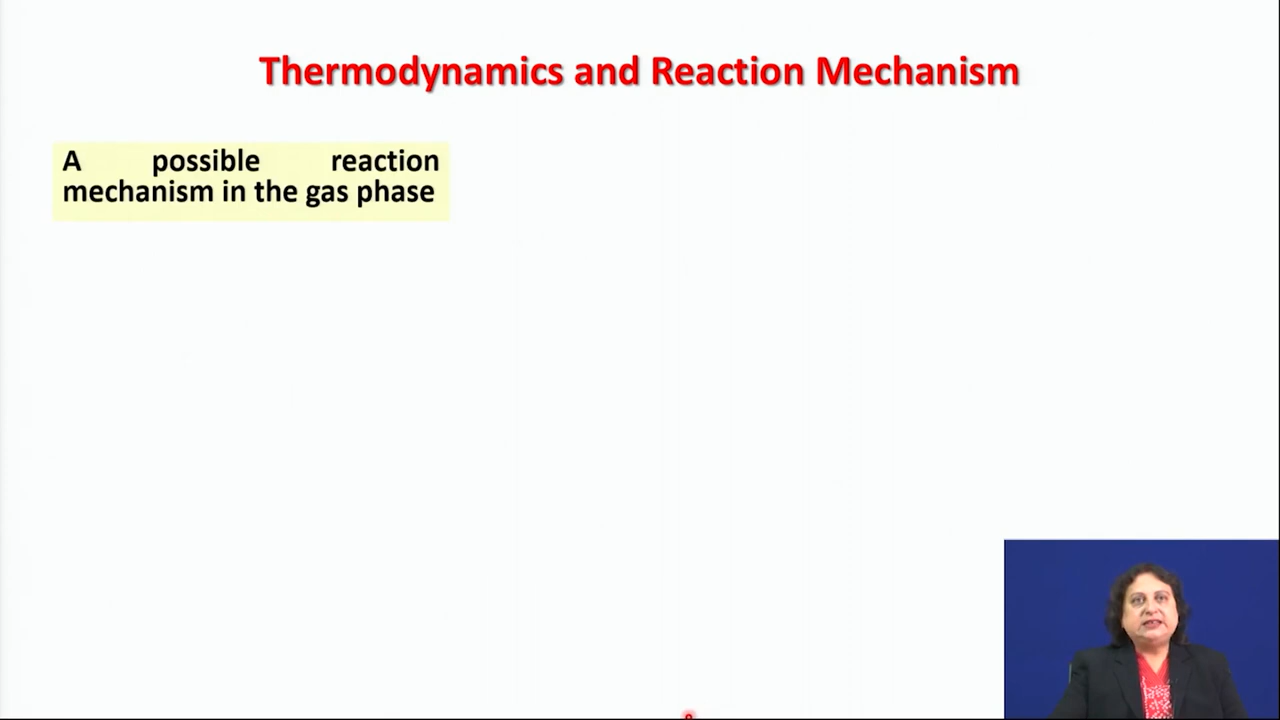 Thermodynamics and Reaction Mechanism
A possible reaction
mechanism in the gas phase